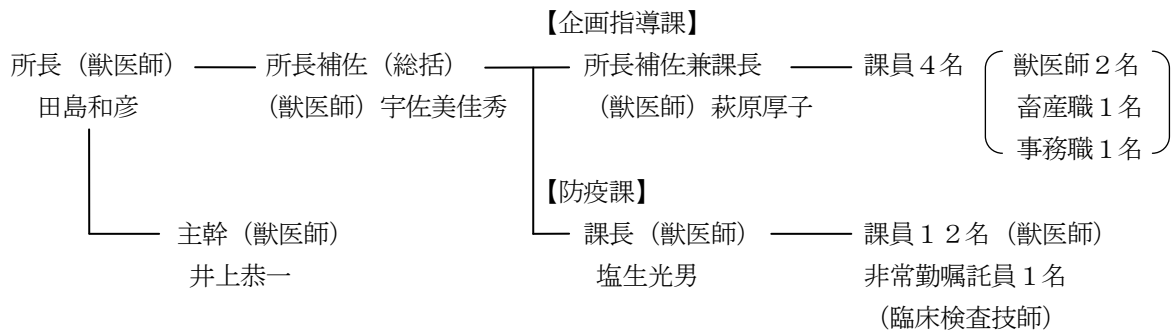 【企画指導課】
所長（獣医師） 所長補佐（総括） 所長補佐兼課長 課員４名 獣医師２名
田島和彦 （獣医師）宇佐美佳秀 （獣医師）萩原厚子 畜産職１名
事務職１名
【防疫課】
主幹（獣医師） 課長（獣医師） 課員１２名（獣医師）
井上恭一 塩生光男 非常勤嘱託員１名
（臨床検査技師）